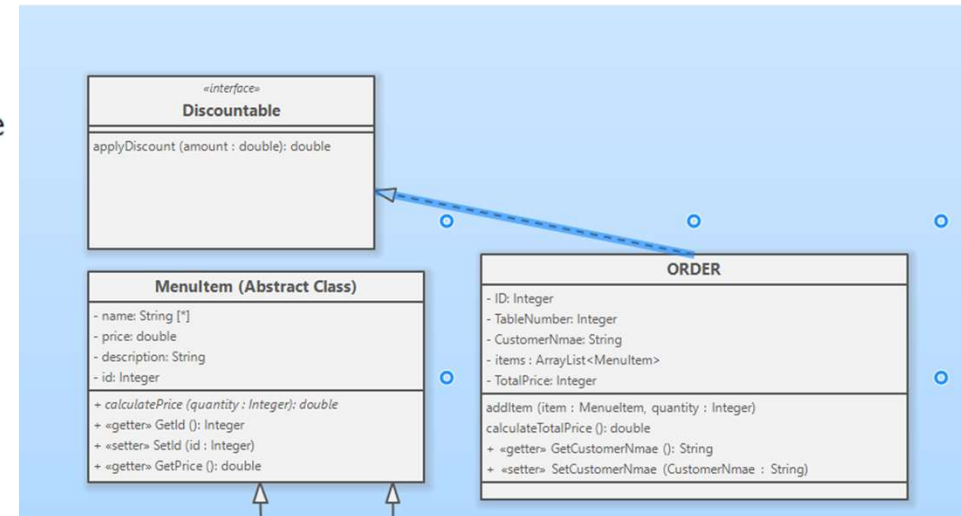 «interface»
Discountable
applyDiscount (amount : double): double
e
MenuItem (Abstract Class)
- name: String [*]
- price: double
- description: String
- id: Integer
+ calculatePrice (quantity : Integer): double
+ «getter» GetId (): Integer
+ «setter» SetId (id : Integer)
+ «getter» GetPrice (): double
ORDER
- ID: Integer
- TableNumber: Integer
- CustomerNmae: String
- items : ArrayList<MenuItem>
- TotalPrice: Integer
addItem (item : MenueItem, quantity : Integer)
calculateTotalPrice (): double
+ «getter» GetCustomerNmae (): String
+ «setter» SetCustomerNmae (CustomerNmae : String)